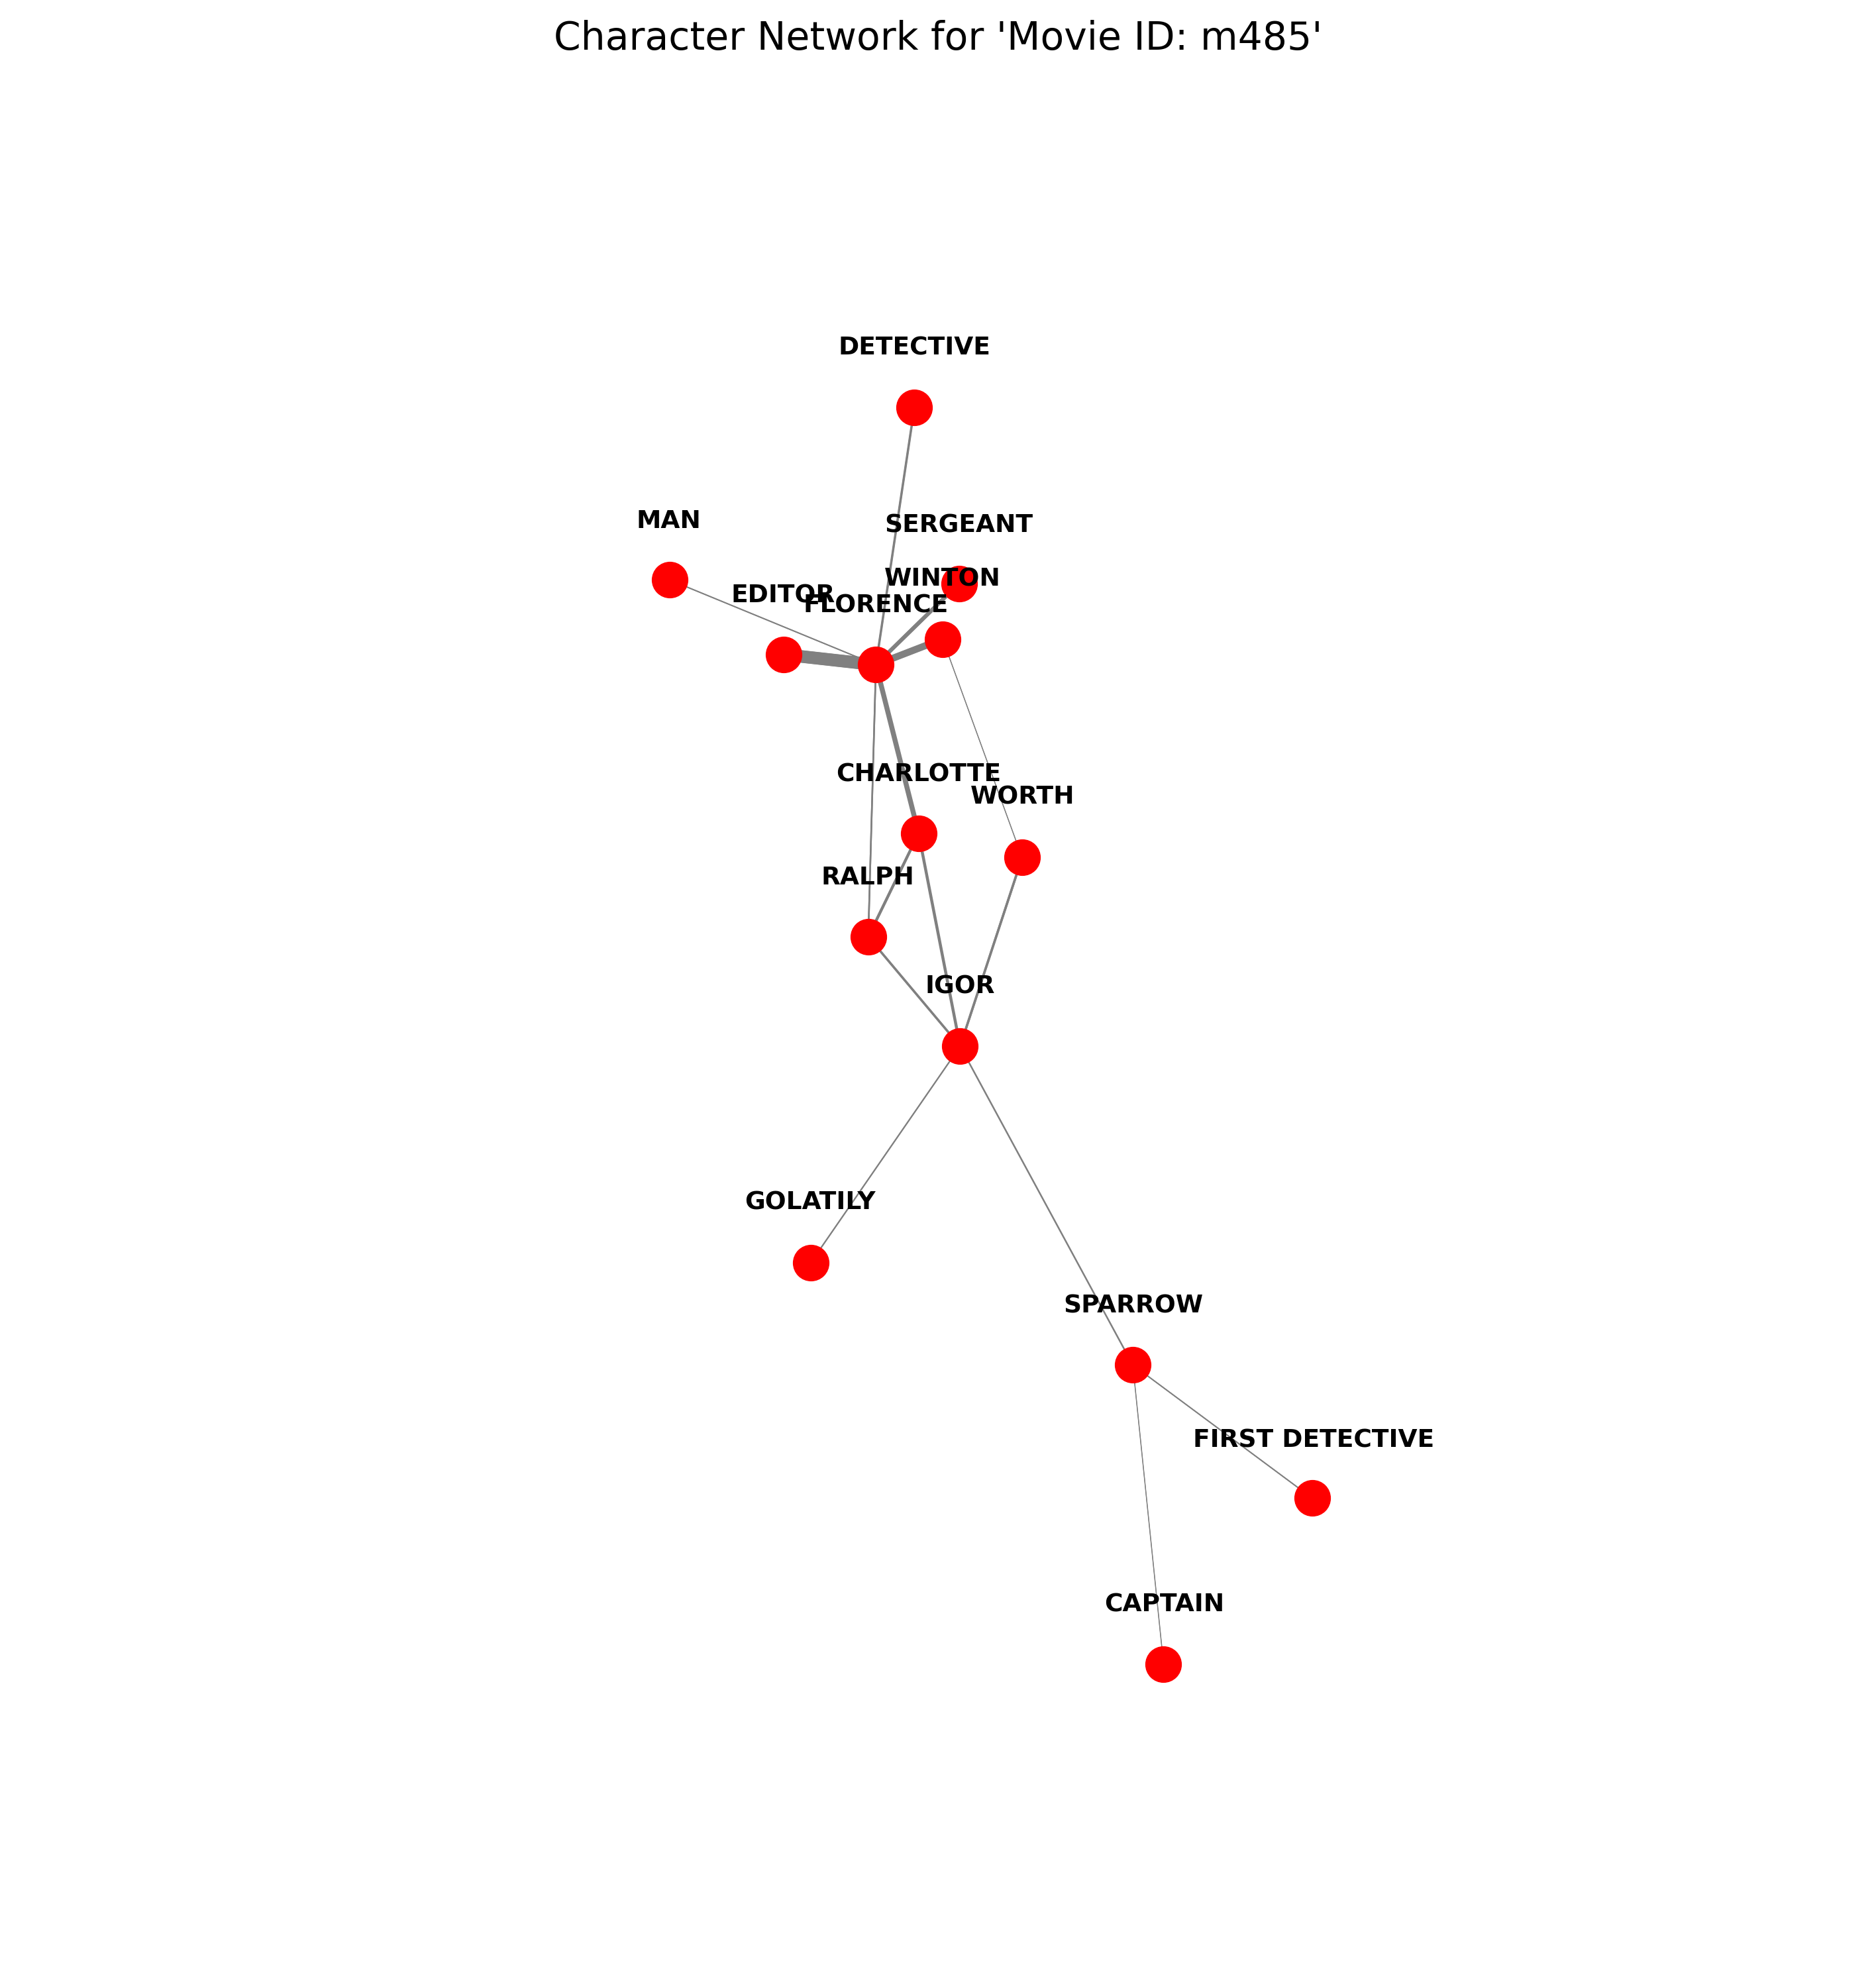 Character Network for 'Movie ID: m485'
DETECTIVE
MAN
SERGEANT
WINTON
EDITOR
FLORENCE
CHARLOTTE
WORTH
RALPH
IGOR
GOLATILY
SPARROW
FIRST DETECTIVE
CAPTAIN